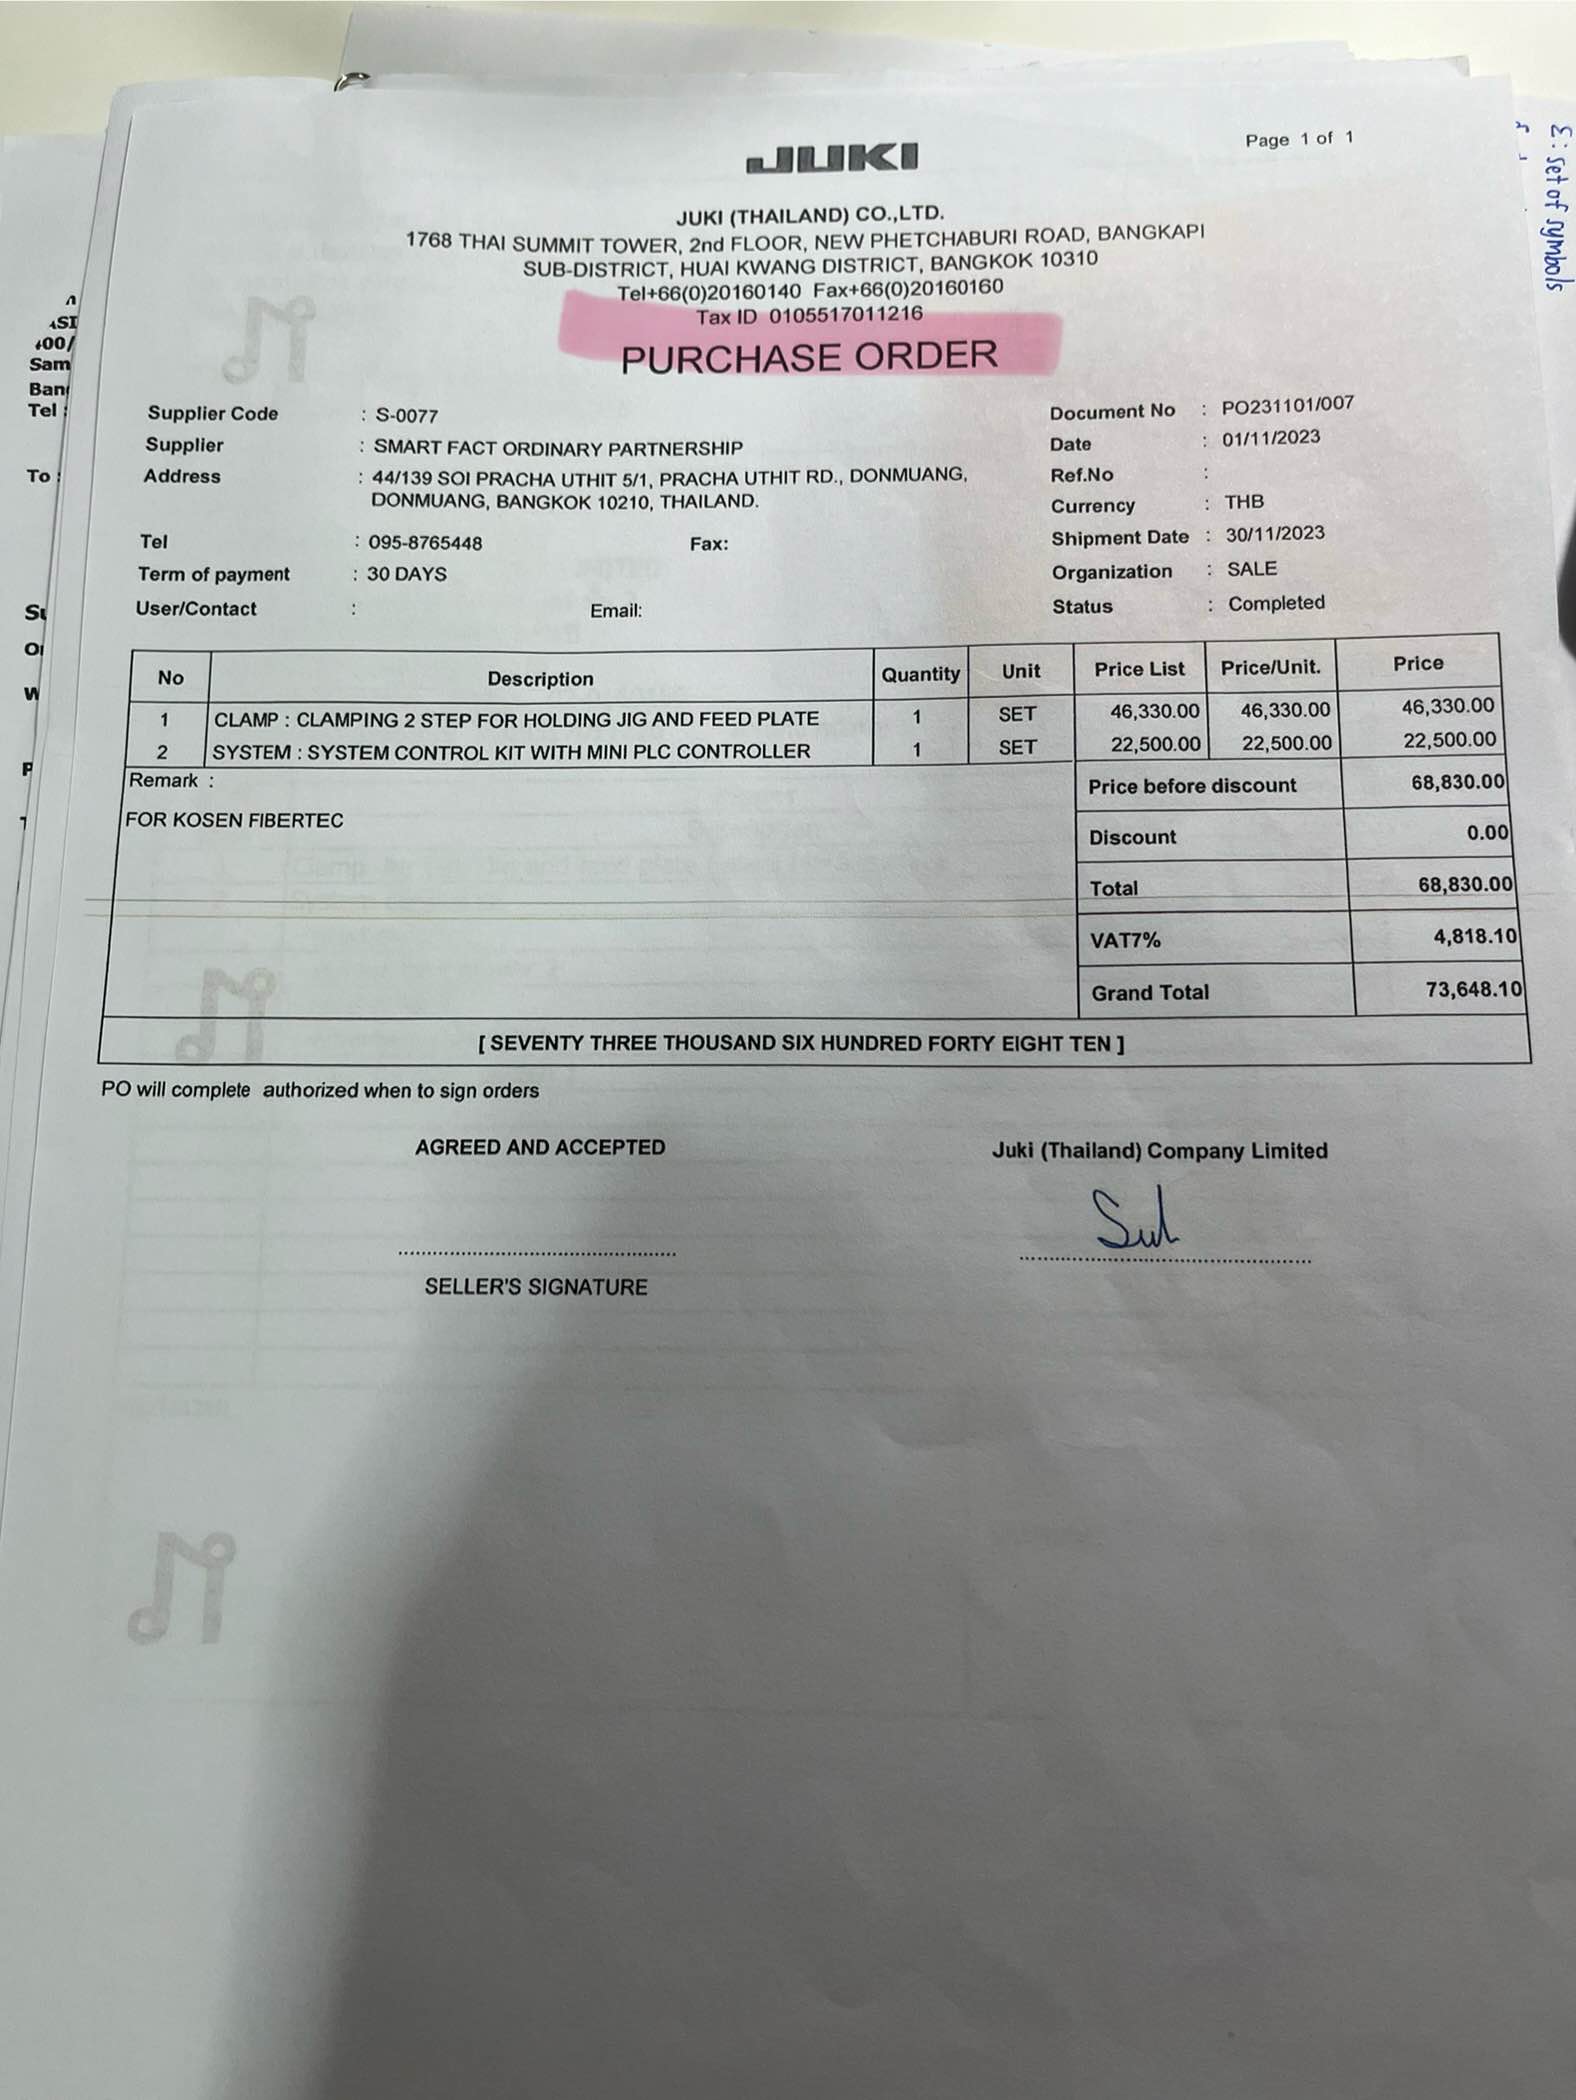 JUKI
Page 1 of 1
JUKI (THAILAND) CO.,LTD.
1768 THAI SUMMIT TOWER, 2nd FLOOR, NEW PHETCHABURI ROAD, BANGKAPI
SUB-DISTRICT, HUAI KWANG DISTRICT, BANGKOK 10310
Tel+66(0)20160140 Fax+66(0)20160160
Tax ID 0105517011216
PURCHASE ORDER
Supplier Code : S-0077 Document No : PO231101/007
Supplier : SMART FACT ORDINARY PARTNERSHIP Date : 01/11/2023
Address : 44/139 SOI PRACHA UTHIT 5/1, PRACHA UTHIT RD., DONMUANG, Ref.No :
DONMUANG, BANGKOK 10210, THAILAND. Currency : THB
Tel : 095-8765448 Fax: Shipment Date : 30/11/2023
Term of payment : 30 DAYS Organization : SALE
User/Contact : Email: Status : Completed
No Description Quantity Unit Price List Price/Unit. Price
1 CLAMP : CLAMPING 2 STEP FOR HOLDING JIG AND FEED PLATE 1 SET 46,330.00 46,330.00 46,330.00
2 SYSTEM : SYSTEM CONTROL KIT WITH MINI PLC CONTROLLER 1 SET 22,500.00 22,500.00 22,500.00
Remark : Price before discount 68,830.00
FOR KOSEN FIBERTEC Discount 0.00
Total 68,830.00
VAT7% 4,818.10
Grand Total 73,648.10
[ SEVENTY THREE THOUSAND SIX HUNDRED FORTY EIGHT TEN ]
PO will complete authorized when to sign orders
AGREED AND ACCEPTED Juki (Thailand) Company Limited
SELLER'S SIGNATURE
Σ : set of symbols
Sam
Tel :
To :